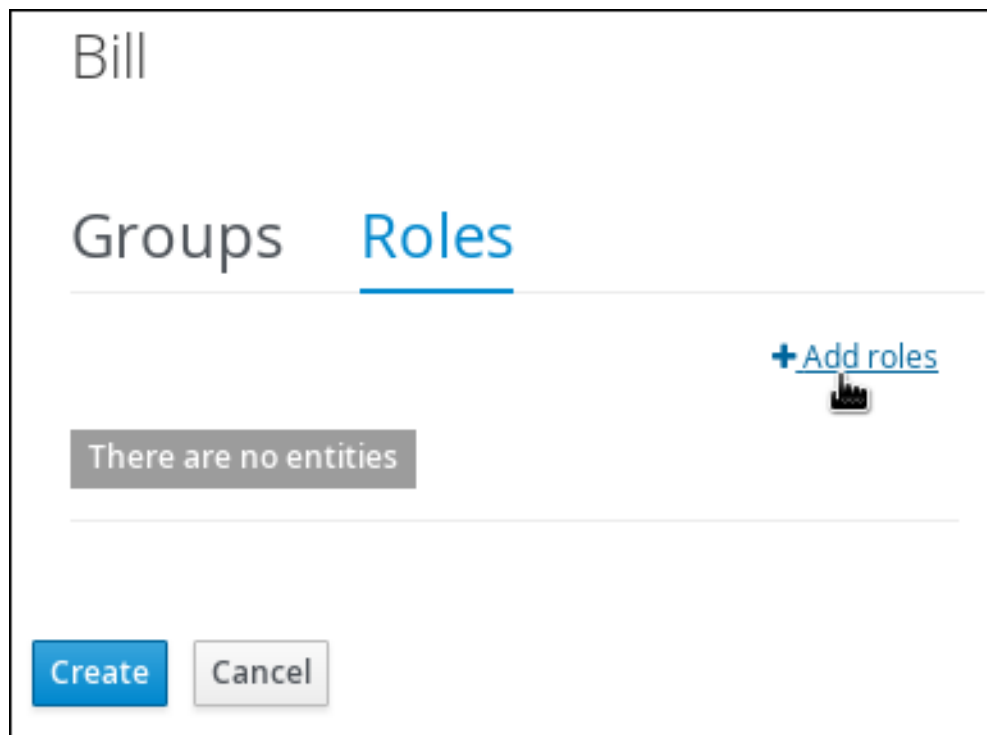 Bill
Groups Roles
+ Add roles
There are no entities
Create Cancel